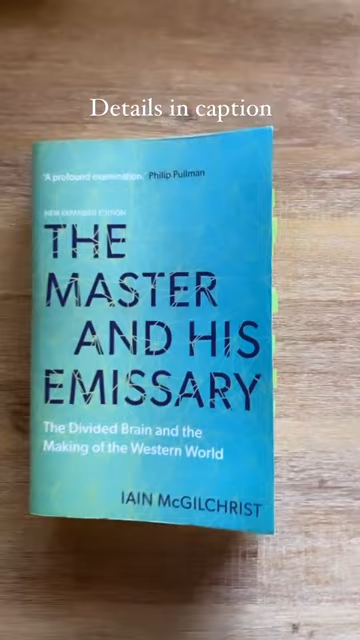 Details in caption
"A profound examination" Philip Pullman
NEW EXPANDED EDITION
THE
MASTER
AND HIS
EMISSARY
The Divided Brain and the
Making of the Western World
IAIN McGILCHRIST